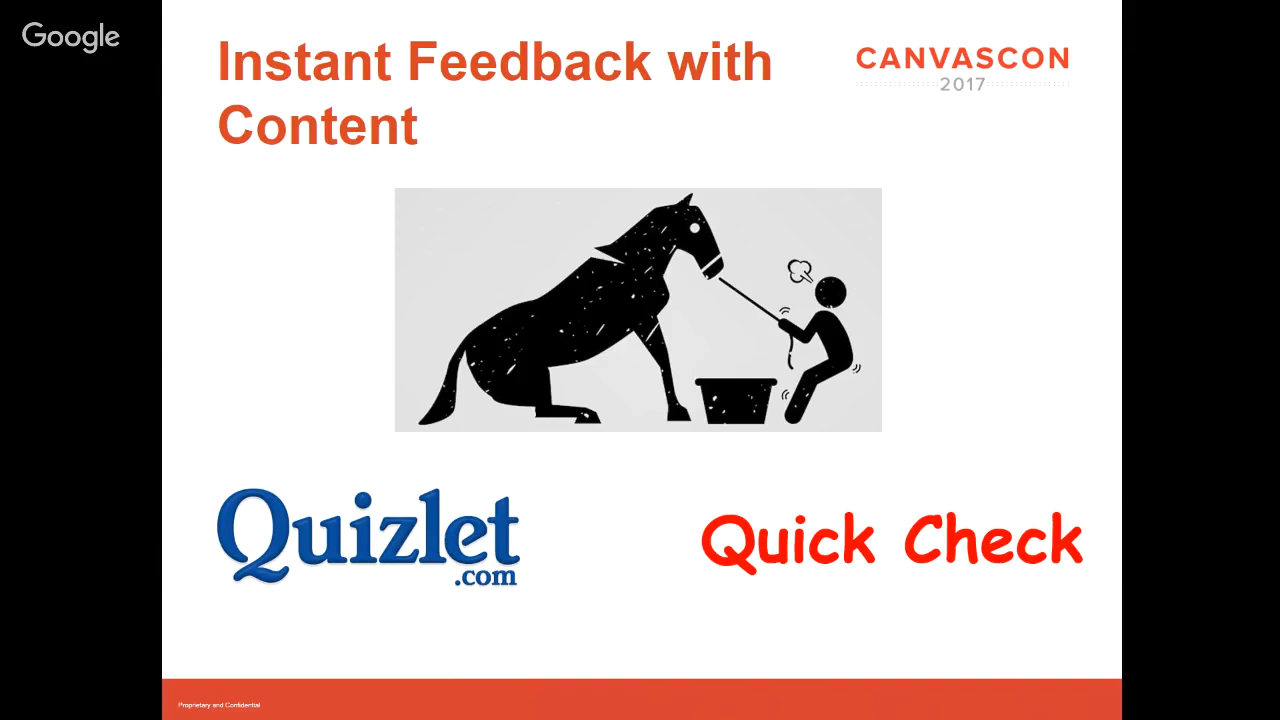 Google
Instant Feedback with
Content
CANVASCON
2017
Quizlet
.com
Quick Check
Proprietary and Confidential